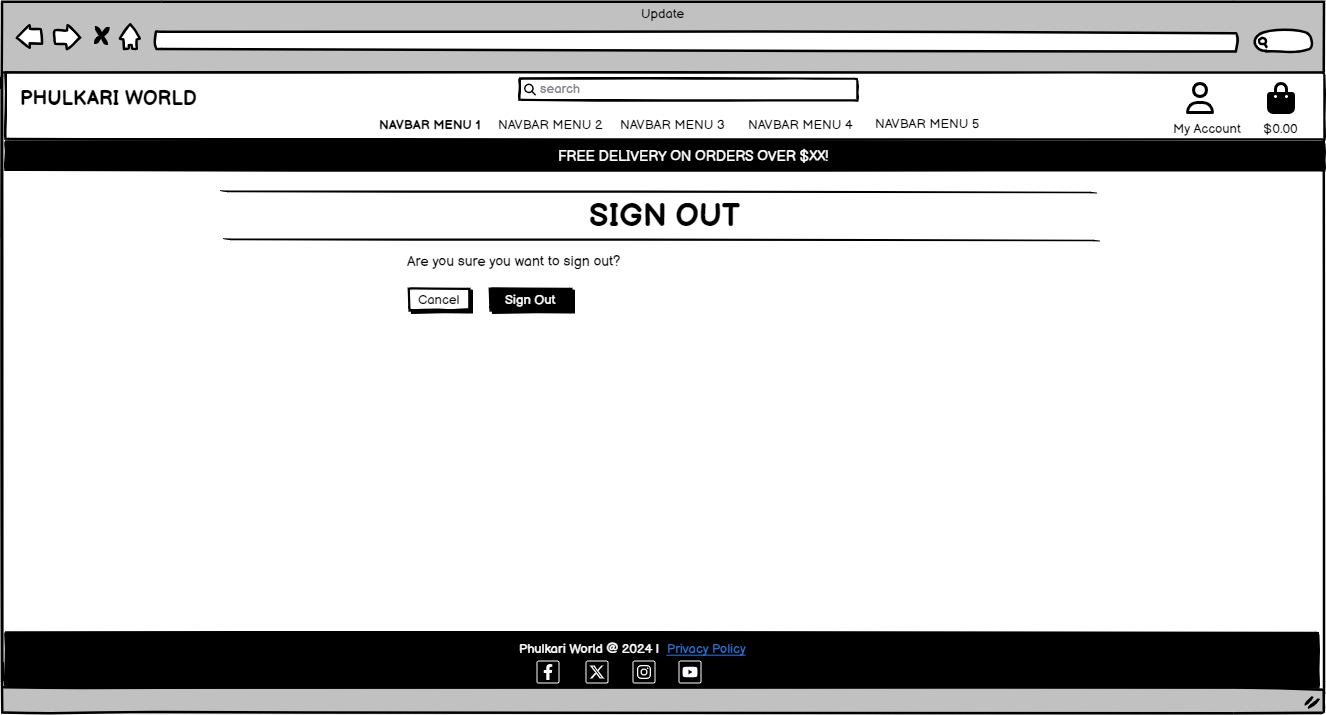 Update
PHULKARI WORLD
search
NAVBAR MENU 1 NAVBAR MENU 2 NAVBAR MENU 3 NAVBAR MENU 4 NAVBAR MENU 5
My Account $0.00
FREE DELIVERY ON ORDERS OVER $XX!
SIGN OUT
Are you sure you want to sign out?
Cancel Sign Out
Phulkari World @ 2024 | Privacy Policy